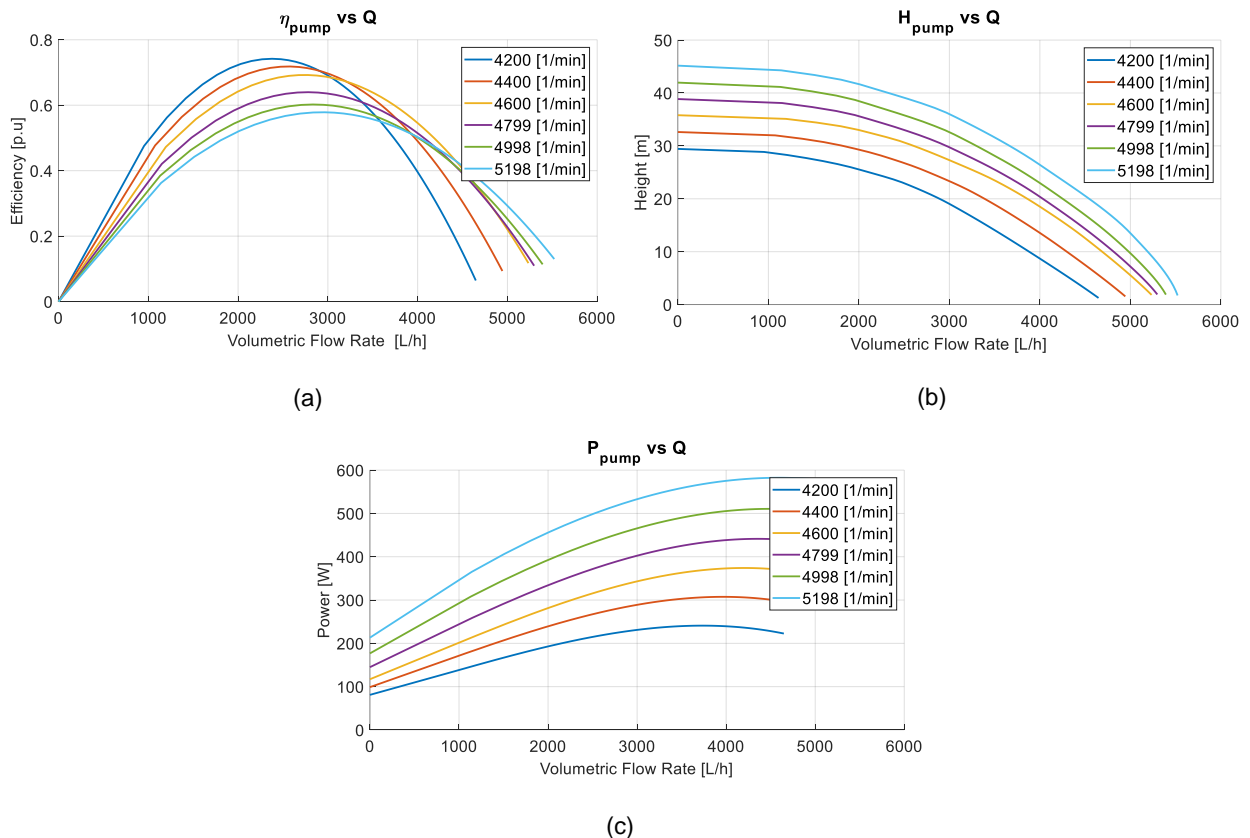 η_pump vs Q
0.8
0.6
0.4
0.2
0
Efficiency [p.u]
0 1000 2000 3000 4000 5000 6000
Volumetric Flow Rate [L/h]
4200 [1/min]
4400 [1/min]
4600 [1/min]
4799 [1/min]
4998 [1/min]
5198 [1/min]
(a)
H_pump vs Q
50
40
30
20
10
0
Height [m]
0 1000 2000 3000 4000 5000 6000
Volumetric Flow Rate [L/h]
4200 [1/min]
4400 [1/min]
4600 [1/min]
4799 [1/min]
4998 [1/min]
5198 [1/min]
(b)
P_pump vs Q
600
500
400
300
200
100
0
Power [W]
0 1000 2000 3000 4000 5000 6000
Volumetric Flow Rate [L/h]
4200 [1/min]
4400 [1/min]
4600 [1/min]
4799 [1/min]
4998 [1/min]
5198 [1/min]
(c)